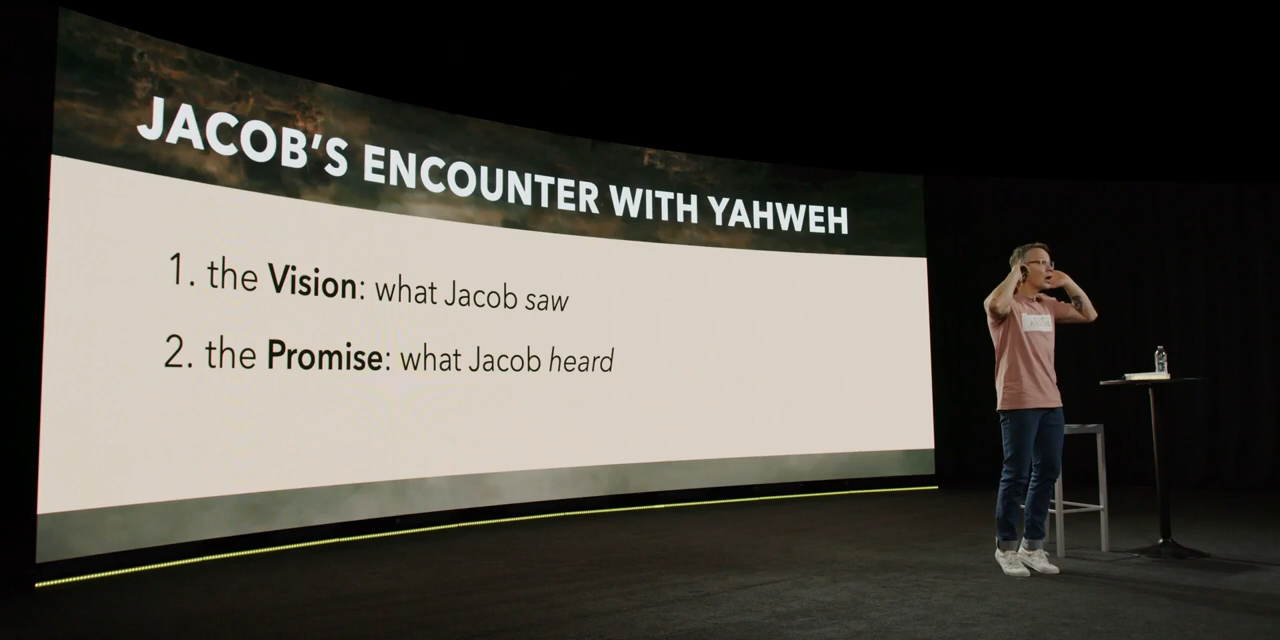 JACOB’S ENCOUNTER WITH YAHWEH
1. the Vision: what Jacob saw
2. the Promise: what Jacob heard